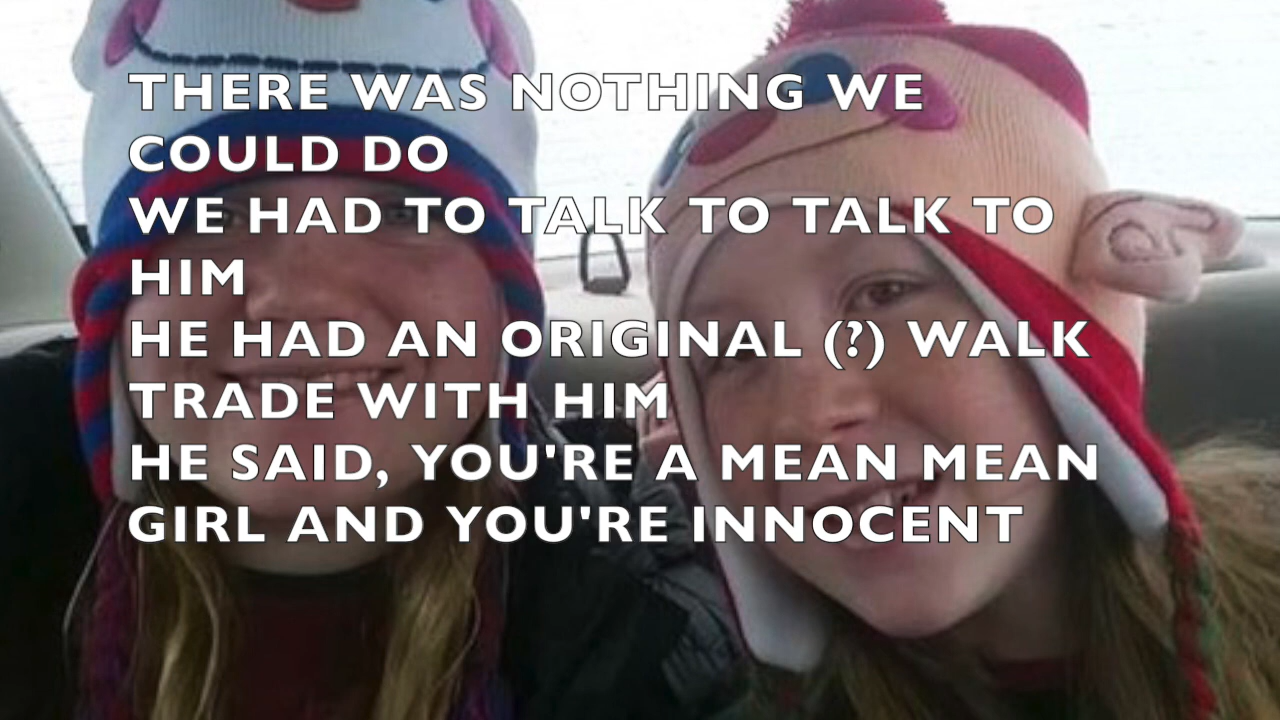 THERE WAS NOTHING WE
COULD DO
WE HAD TO TALK TO TALK TO
HIM
HE HAD AN ORIGINAL (?) WALK
TRADE WITH HIM
HE SAID, YOU'RE A MEAN MEAN
GIRL AND YOU'RE INNOCENT